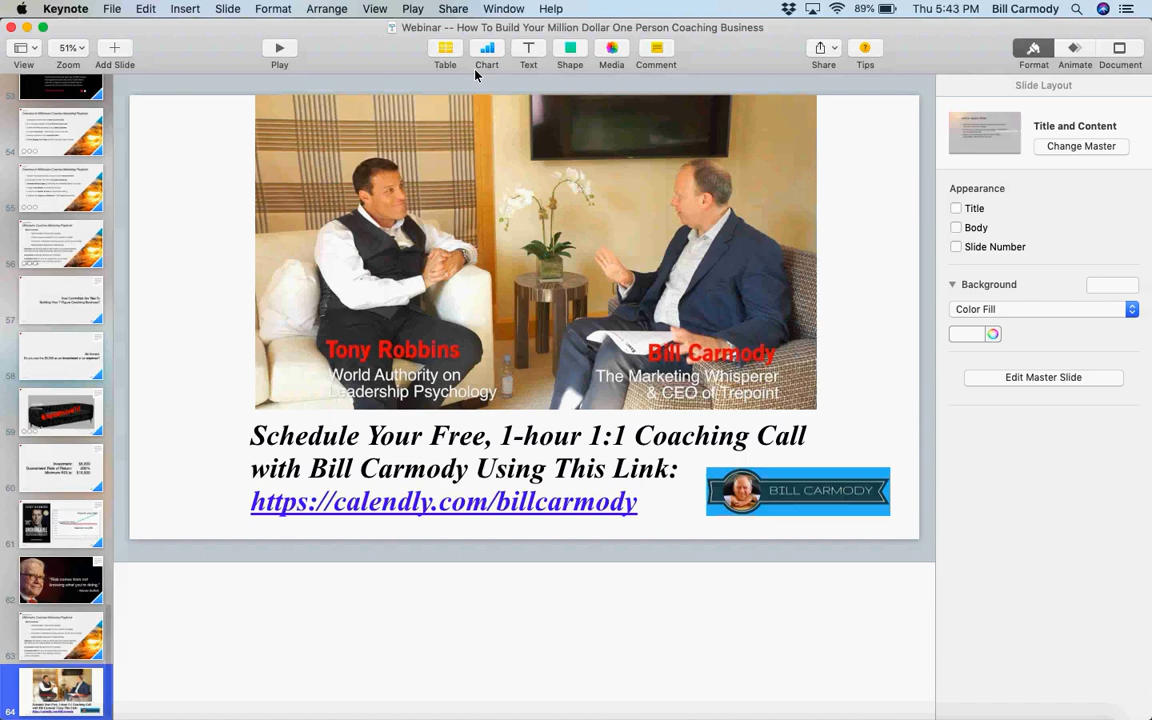 Keynote File Edit Insert Slide Format Arrange View Play Share Window Help 89% Thu 5:43 PM Bill Carmody
Webinar -- How To Build Your Million Dollar One Person Coaching Business
51%
View Zoom Add Slide Play Table Chart Text Shape Media Comment Share Tips Format Animate Document
Slide Layout
Title and Content
Change Master
Appearance
Title
Body
Slide Number
Background
Color Fill
Edit Master Slide
53
54
55
56
57
58
59
60
61
62
63
64
Tony Robbins
World Authority on
Leadership Psychology
Bill Carmody
The Marketing Whisperer
& CEO of Trepoint
Schedule Your Free, 1-hour 1:1 Coaching Call
with Bill Carmody Using This Link:
https://calendly.com/billcarmody
BILL CARMODY